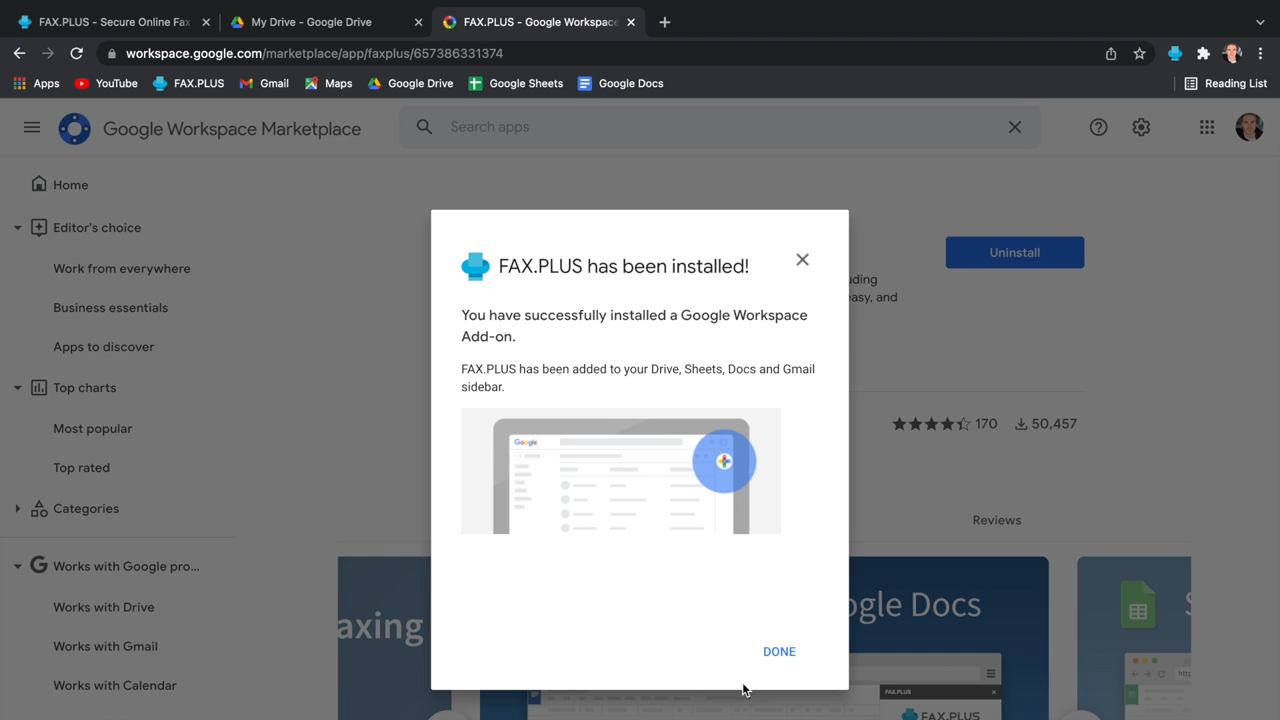 FAX.PLUS - Secure Online Fax
My Drive - Google Drive
FAX.PLUS - Google Workspace
workspace.google.com/marketplace/app/faxplus/657386331374
Apps
YouTube
FAX.PLUS
Gmail
Maps
Google Drive
Google Sheets
Google Docs
Reading List
Google Workspace Marketplace
Search apps
Home
Editor's choice
Work from everywhere
Business essentials
Apps to discover
Top charts
Most popular
Top rated
Categories
Works with Google pro...
Works with Drive
Works with Gmail
Works with Calendar
FAX.PLUS has been installed!
You have successfully installed a Google Workspace
Add-on.
FAX.PLUS has been added to your Drive, Sheets, Docs and Gmail
sidebar.
Google
DONE
Uninstall
uding
easy, and
170
50,457
Reviews
axing
ogle Docs
FAX.PLUS
FAX.PLUS
S